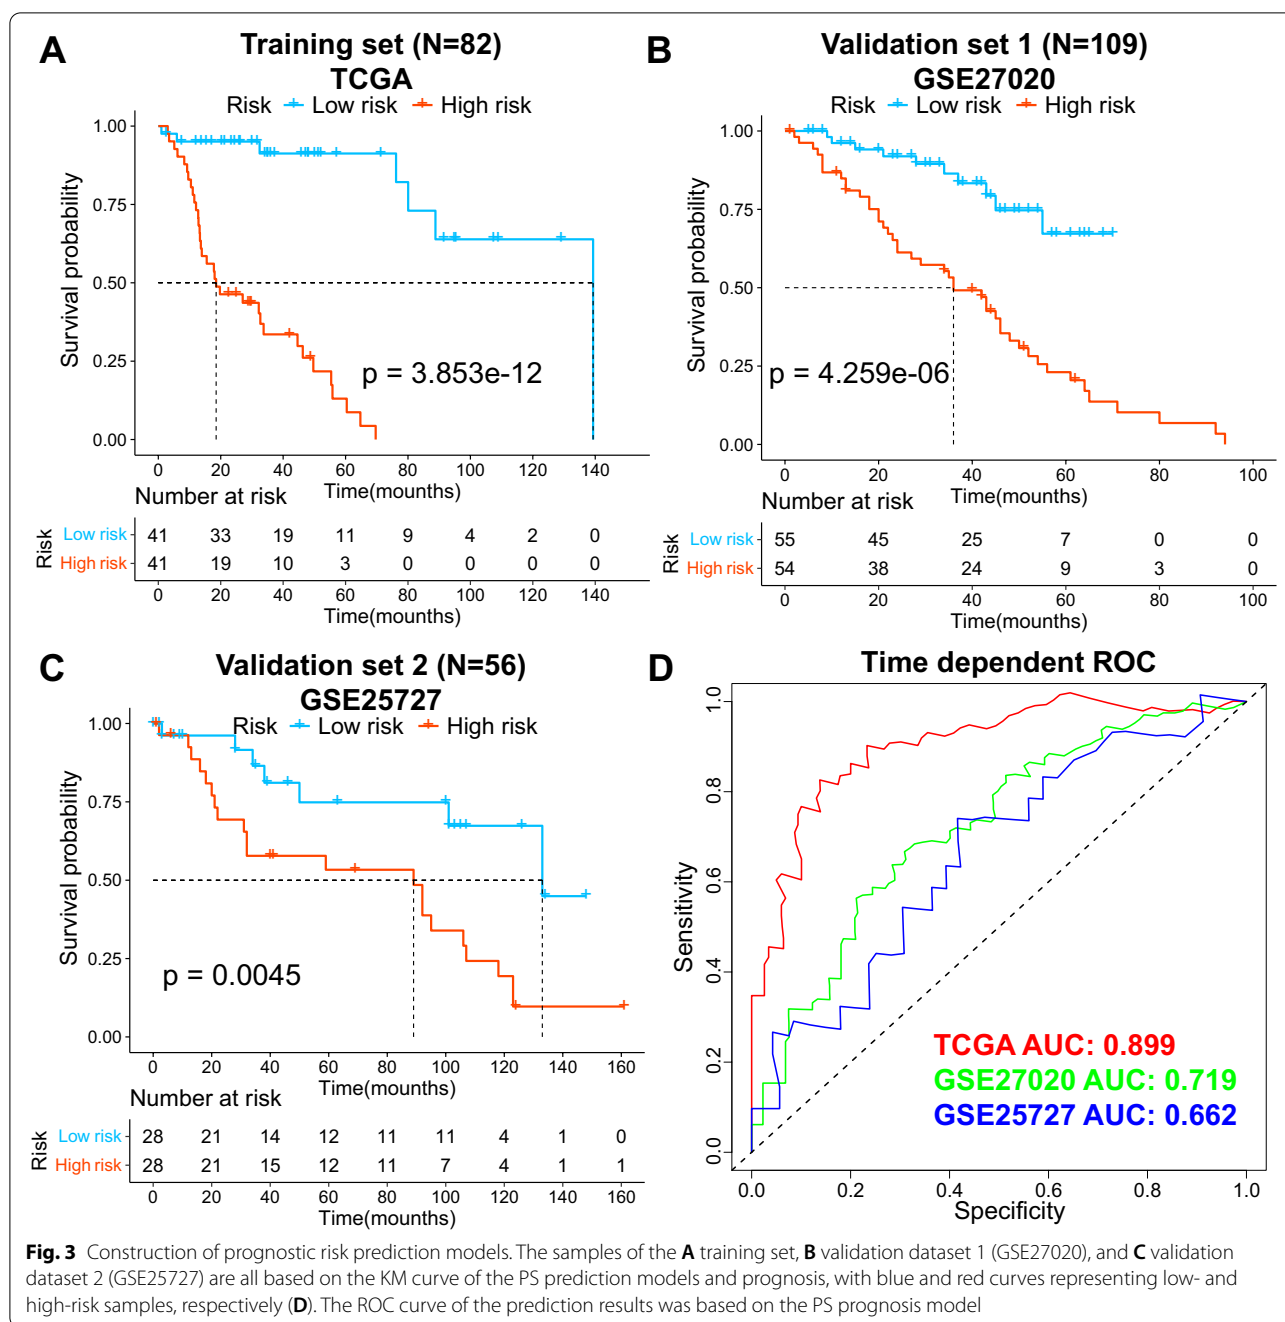 A
Training set (N=82)
TCGA
Risk Low risk High risk
Survival probability
1.00
0.75
0.50
0.25
0.00
p = 3.853e-12
0 20 40 60 80 100 120 140
Time(mounths)
Number at risk
Risk
Low risk 41 33 19 11 9 4 2 0
High risk 41 19 10 3 0 0 0 0
0 20 40 60 80 100 120 140
Time(mounths)
B
Validation set 1 (N=109)
GSE27020
Risk Low risk High risk
Survival probability
1.00
0.75
0.50
0.25
0.00
p = 4.259e-06
0 20 40 60 80 100
Time(mounths)
Number at risk
Risk
Low risk 55 45 25 7 0 0
High risk 54 38 24 9 3 0
0 20 40 60 80 100
Time(mounths)
C
Validation set 2 (N=56)
GSE25727
Risk Low risk High risk
Survival probability
1.00
0.75
0.50
0.25
0.00
p = 0.0045
0 20 40 60 80 100 120 140 160
Time(mounths)
Number at risk
Risk
Low risk 28 21 14 12 11 11 4 1 0
High risk 28 21 15 12 11 7 4 1 1
0 20 40 60 80 100 120 140 160
Time(mounths)
D
Time dependent ROC
Sensitivity
1.0
0.8
0.6
0.4
0.2
0.0
TCGA AUC: 0.899
GSE27020 AUC: 0.719
GSE25727 AUC: 0.662
0.0 0.2 0.4 0.6 0.8 1.0
Specificity
Fig. 3 Construction of prognostic risk prediction models. The samples of the A training set, B validation dataset 1 (GSE27020), and C validation
dataset 2 (GSE25727) are all based on the KM curve of the PS prediction models and prognosis, with blue and red curves representing low- and
high-risk samples, respectively (D). The ROC curve of the prediction results was based on the PS prognosis model